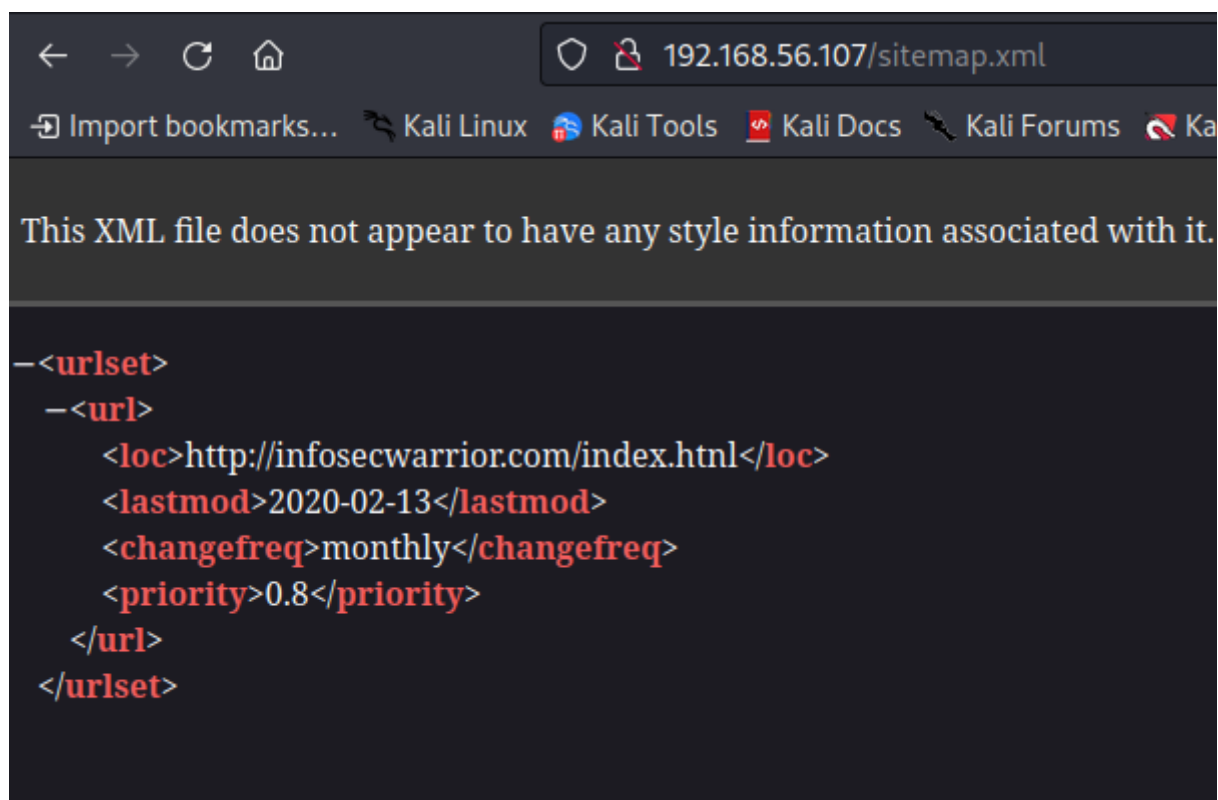 192.168.56.107/sitemap.xml
Import bookmarks... Kali Linux Kali Tools Kali Docs Kali Forums Ka
This XML file does not appear to have any style information associated with it.
−<urlset>
−<url>
<loc>http://infosecwarrior.com/index.htnl</loc>
<lastmod>2020-02-13</lastmod>
<changefreq>monthly</changefreq>
<priority>0.8</priority>
</url>
</urlset>